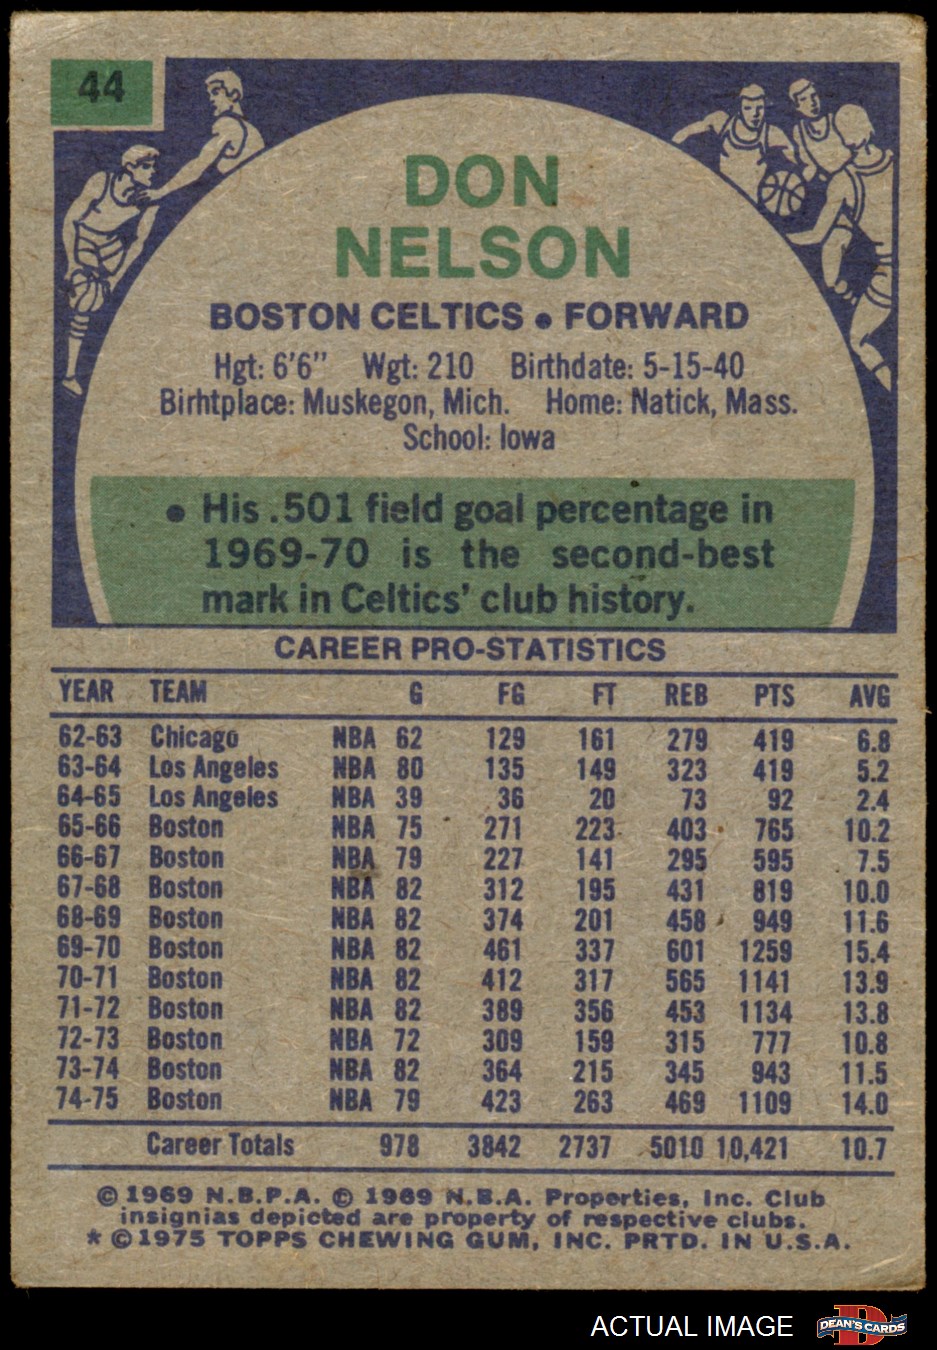 44
DON
NELSON
BOSTON CELTICS • FORWARD
Hgt: 6'6" Wgt: 210 Birthdate: 5-15-40
Birhtplace: Muskegon, Mich. Home: Natick, Mass.
School: Iowa
• His .501 field goal percentage in
1969-70 is the second-best
mark in Celtics' club history.
CAREER PRO-STATISTICS
YEAR TEAM G FG FT REB PTS AVG
62-63 Chicago NBA 62 129 161 279 419 6.8
63-64 Los Angeles NBA 80 135 149 323 419 5.2
64-65 Los Angeles NBA 39 36 20 73 92 2.4
65-66 Boston NBA 75 271 223 403 765 10.2
66-67 Boston NBA 79 227 141 295 595 7.5
67-68 Boston NBA 82 312 195 431 819 10.0
68-69 Boston NBA 82 374 201 458 949 11.6
69-70 Boston NBA 82 461 337 601 1259 15.4
70-71 Boston NBA 82 412 317 565 1141 13.9
71-72 Boston NBA 82 389 356 453 1134 13.8
72-73 Boston NBA 72 309 159 315 777 10.8
73-74 Boston NBA 82 364 215 345 943 11.5
74-75 Boston NBA 79 423 263 469 1109 14.0
Career Totals 978 3842 2737 5010 10,421 10.7
© 1969 N.B.P.A. © 1969 N.B.A. Properties, Inc. Club
insignias depicted are property of respective clubs.
* © 1975 TOPPS CHEWING GUM, INC. PRTD. IN U.S.A.
ACTUAL IMAGE
D
DEAN'S CARDS